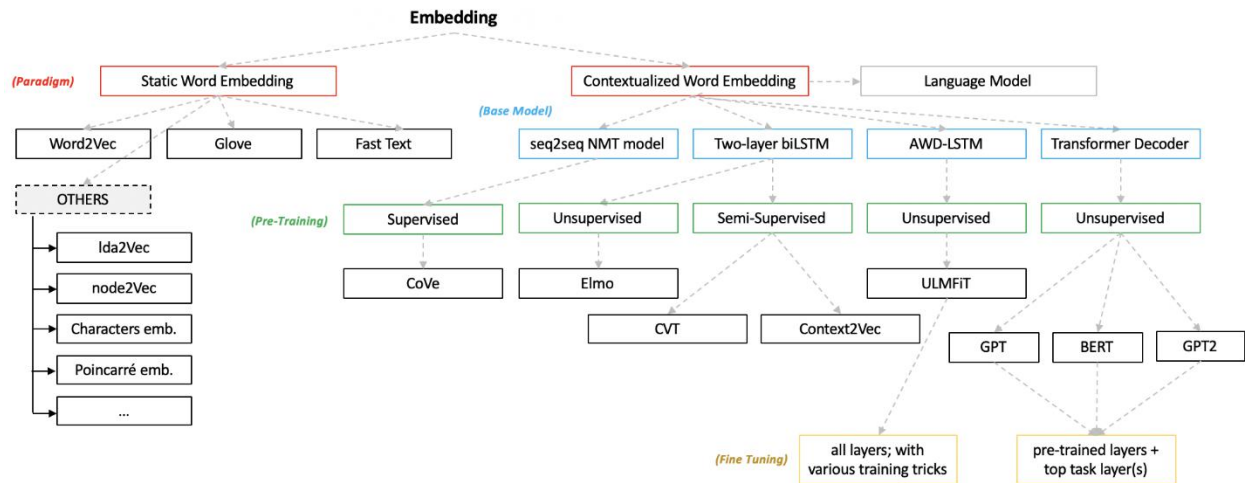 Embedding
(Paradigm)
Static Word Embedding
Contextualized Word Embedding
Language Model
(Base Model)
Word2Vec
Glove
Fast Text
seq2seq NMT model
Two-layer biLSTM
AWD-LSTM
Transformer Decoder
OTHERS
(Pre-Training)
Supervised
Unsupervised
Semi-Supervised
Unsupervised
Unsupervised
lda2Vec
node2Vec
Characters emb.
Poincarré emb.
...
CoVe
Elmo
ULMFiT
CVT
Context2Vec
GPT
BERT
GPT2
(Fine Tuning)
all layers; with
various training tricks
pre-trained layers +
top task layer(s)